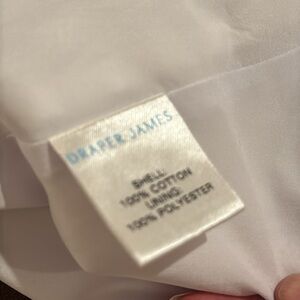 DRAPER JAMES
SHELL:
100% COTTON
LINING:
100% POLYESTER